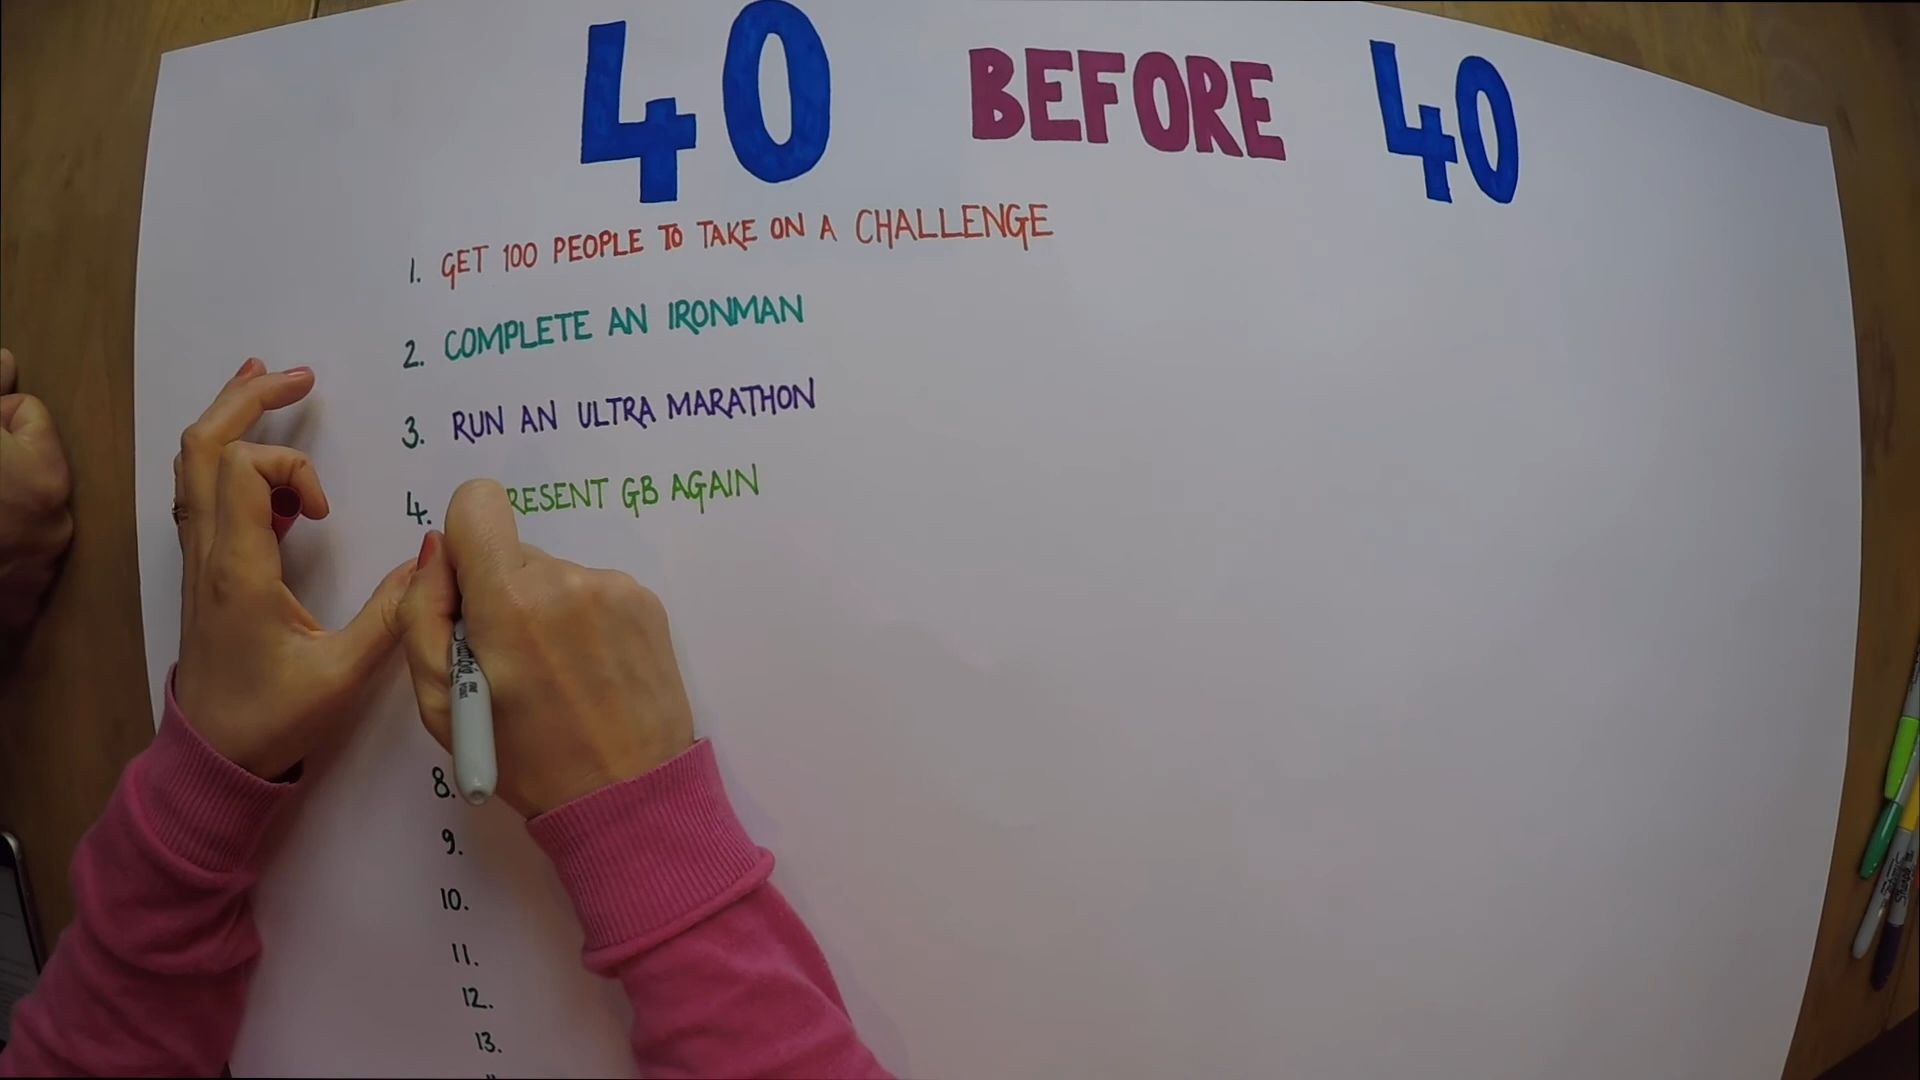 40 BEFORE 40
1. GET 100 PEOPLE TO TAKE ON A CHALLENGE
2. COMPLETE AN IRONMAN
3. RUN AN ULTRA MARATHON
4. RESENT GB AGAIN
8.
9.
10.
11.
12.
13.